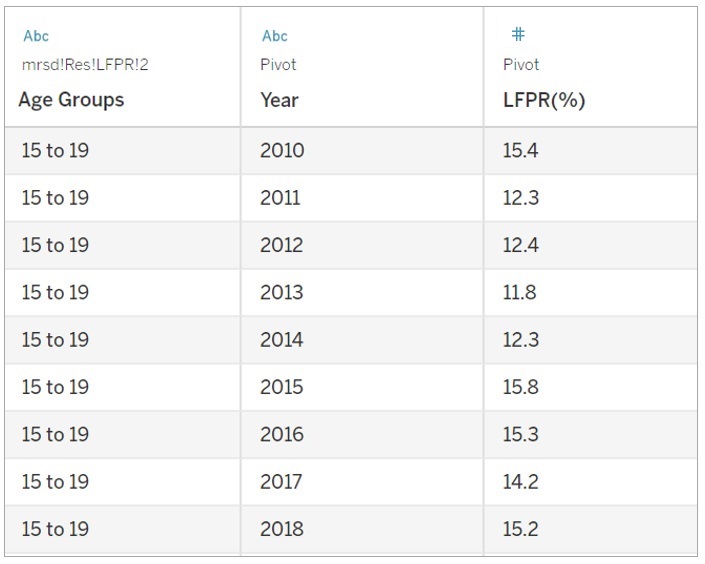 Abc Abc #
mrsd!Res!LFPR!2 Pivot Pivot
Age Groups Year LFPR(%)
15 to 19 2010 15.4
15 to 19 2011 12.3
15 to 19 2012 12.4
15 to 19 2013 11.8
15 to 19 2014 12.3
15 to 19 2015 15.8
15 to 19 2016 15.3
15 to 19 2017 14.2
15 to 19 2018 15.2